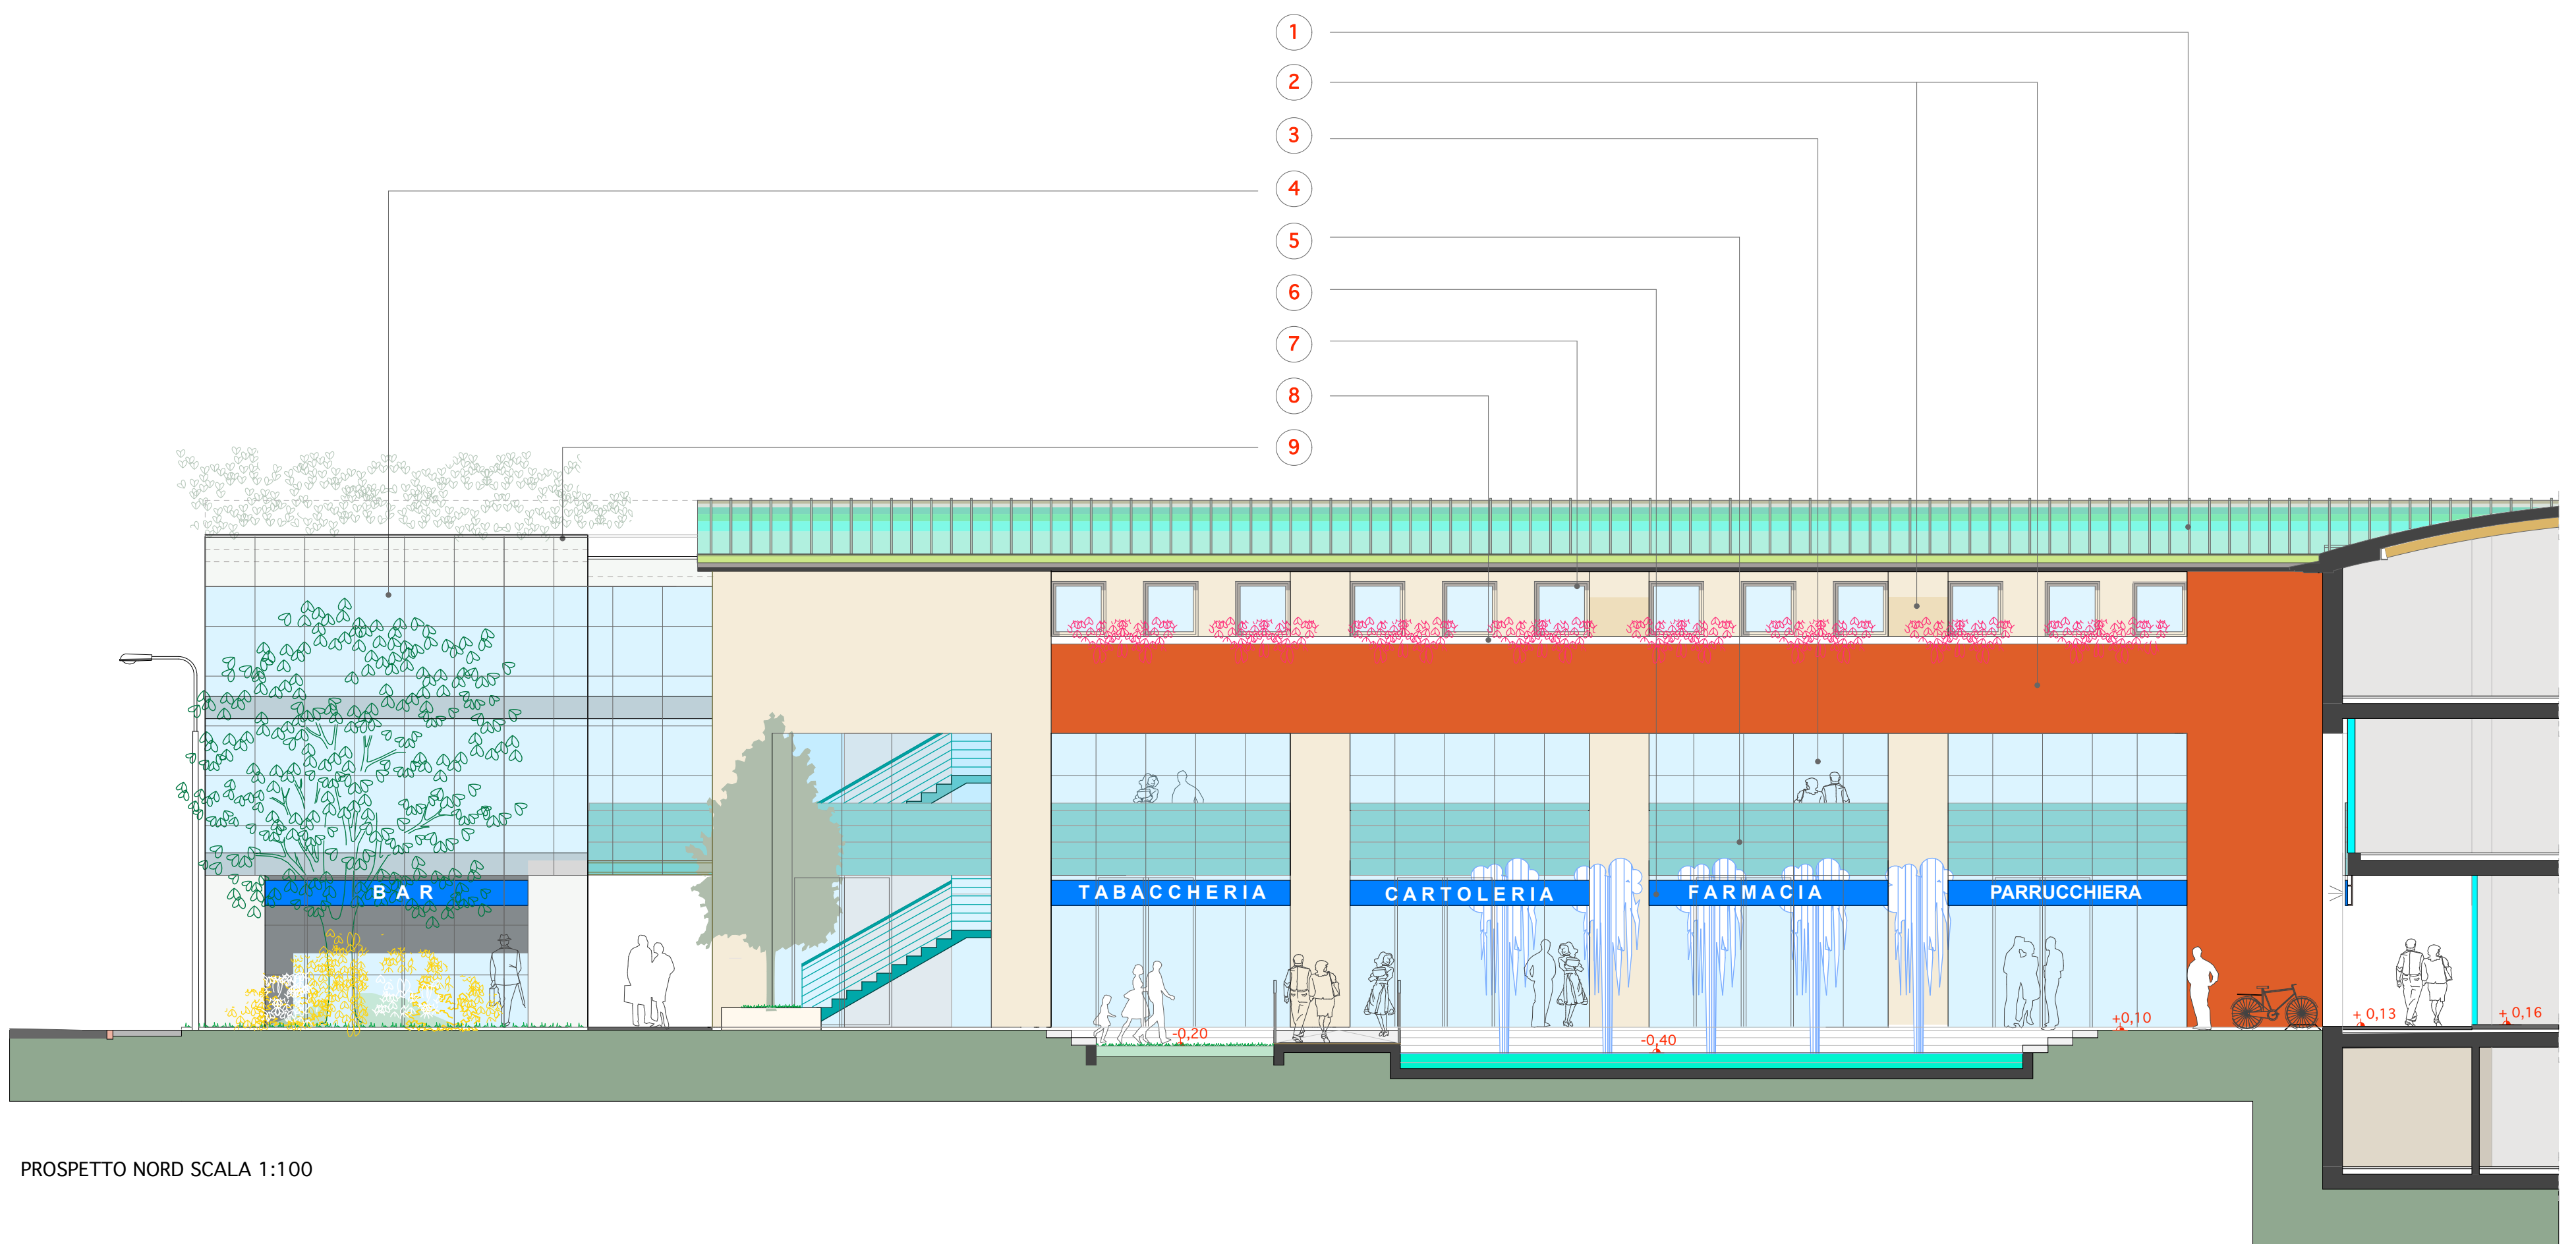 1
2
3
4
5
6
7
8
9
BAR
TABACCHERIA
CARTOLERIA
FARMACIA
PARRUCCHIERA
-0,20
-0,40
+0,10
+ 0,13
+ 0,16
PROSPETTO NORD SCALA 1:100